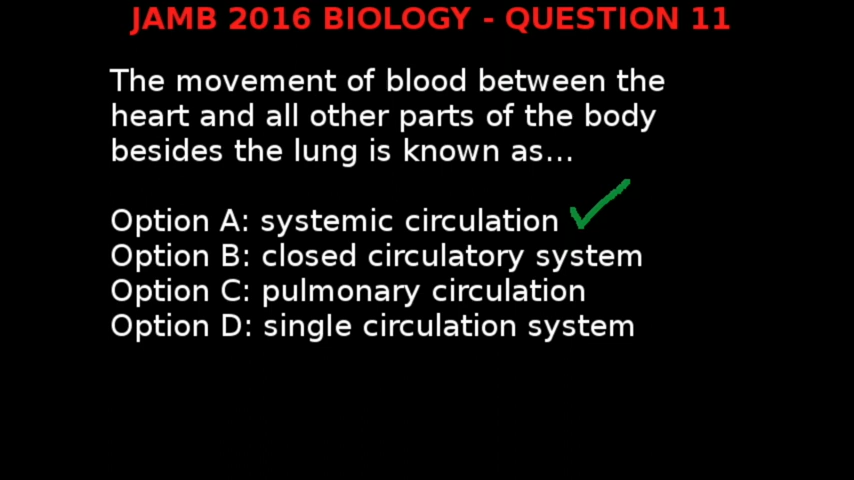 JAMB 2016 BIOLOGY - QUESTION 11
The movement of blood between the
heart and all other parts of the body
besides the lung is known as...
Option A: systemic circulation
Option B: closed circulatory system
Option C: pulmonary circulation
Option D: single circulation system